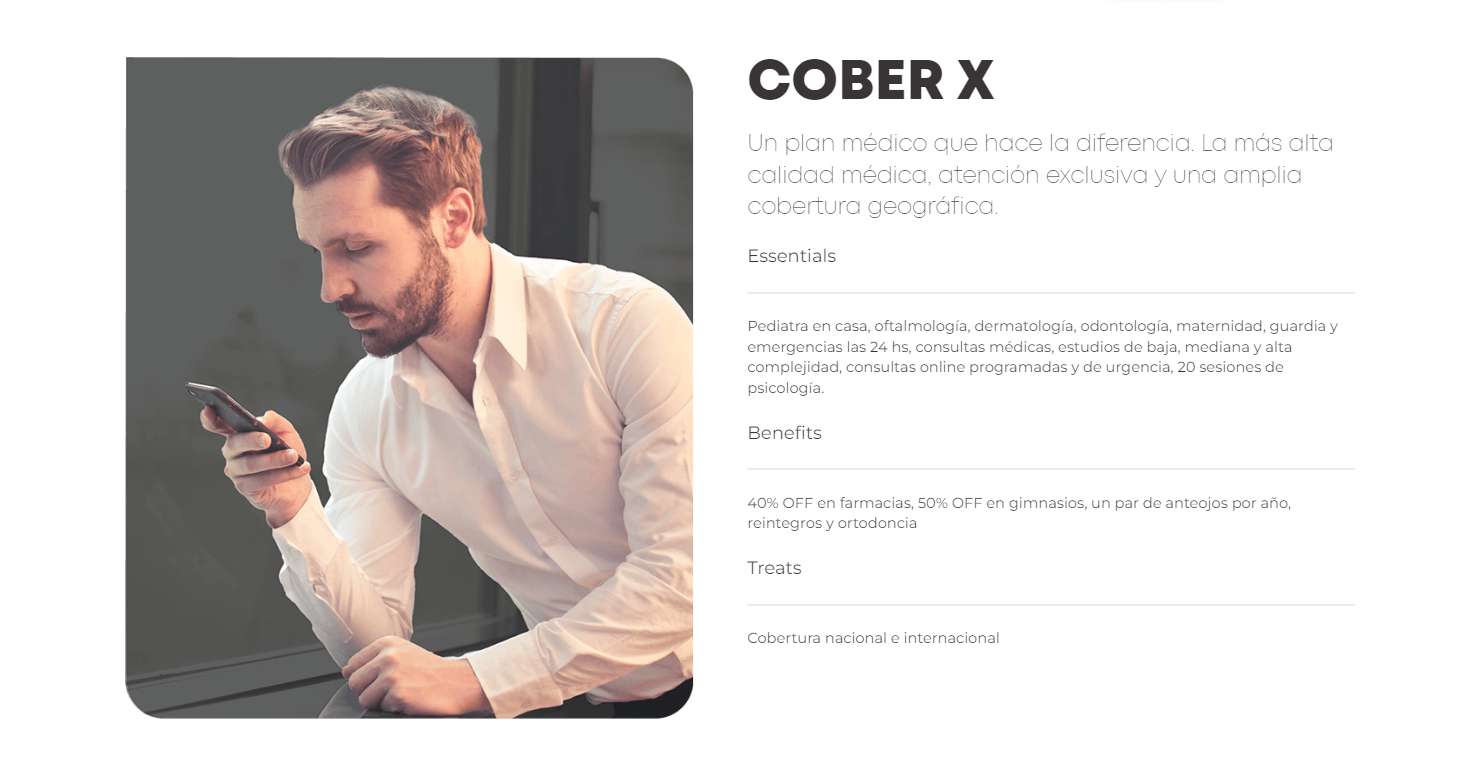 COBER X
Un plan médico que hace la diferencia. La más alta
calidad médica, atención exclusiva y una amplia
cobertura geográfica.
Essentials
Pediatra en casa, oftalmología, dermatología, odontología, maternidad, guardia y
emergencias las 24 hs, consultas médicas, estudios de baja, mediana y alta
complejidad, consultas online programadas y de urgencia, 20 sesiones de
psicología.
Benefits
40% OFF en farmacias, 50% OFF en gimnasios, un par de anteojos por año,
reintegros y ortodoncia
Treats
Cobertura nacional e internacional